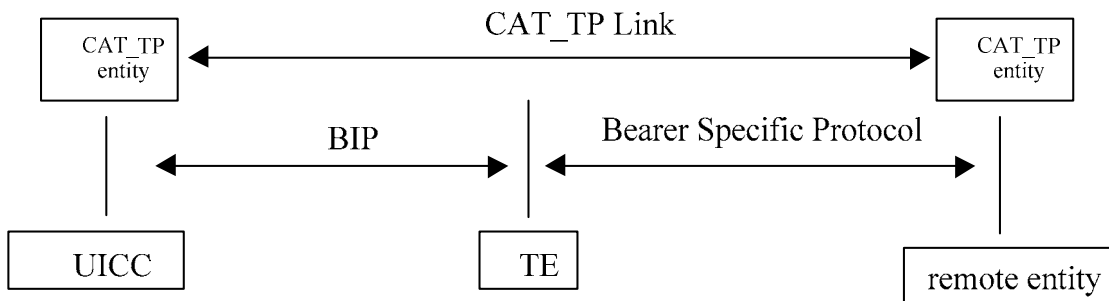 CAT_TP Link
CAT_TP
entity
CAT_TP
entity
BIP
Bearer Specific Protocol
UICC
TE
remote entity